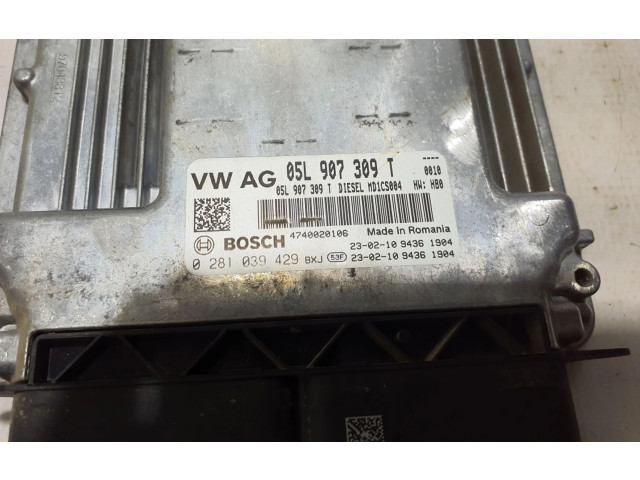 VW AG 05L 907 309 T ----
05L 907 309 T DIESEL MD1CS004 HW: HB0 0010
BOSCH 4740020106 Made in Romania
23-02-10 9436 1904
0 281 039 429 BXJ 53F 23-02-10 9436 1904